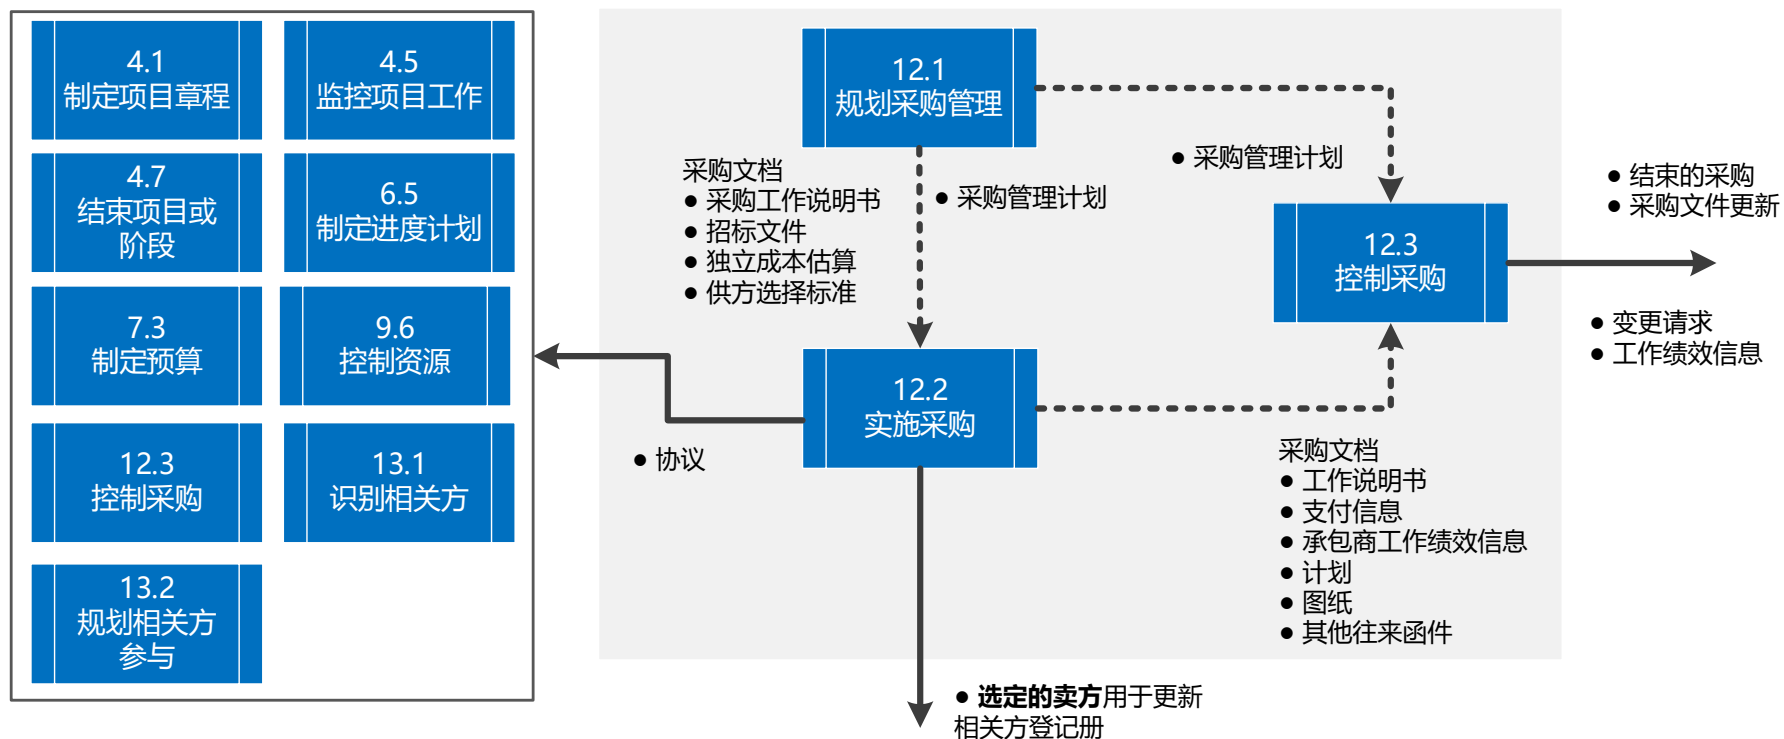 4.1
制定项目章程
4.5
监控项目工作
4.7
结束项目或
阶段
6.5
制定进度计划
7.3
制定预算
9.6
控制资源
12.3
控制采购
13.1
识别相关方
13.2
规划相关方
参与
12.1
规划采购管理
采购文档
● 采购工作说明书
● 招标文件
● 独立成本估算
● 供方选择标准
● 采购管理计划
● 采购管理计划
12.3
控制采购
● 结束的采购
● 采购文件更新
● 变更请求
● 工作绩效信息
12.2
实施采购
● 协议
采购文档
● 工作说明书
● 支付信息
● 承包商工作绩效信息
● 计划
● 图纸
● 其他往来函件
● 选定的卖方用于更新
相关方登记册